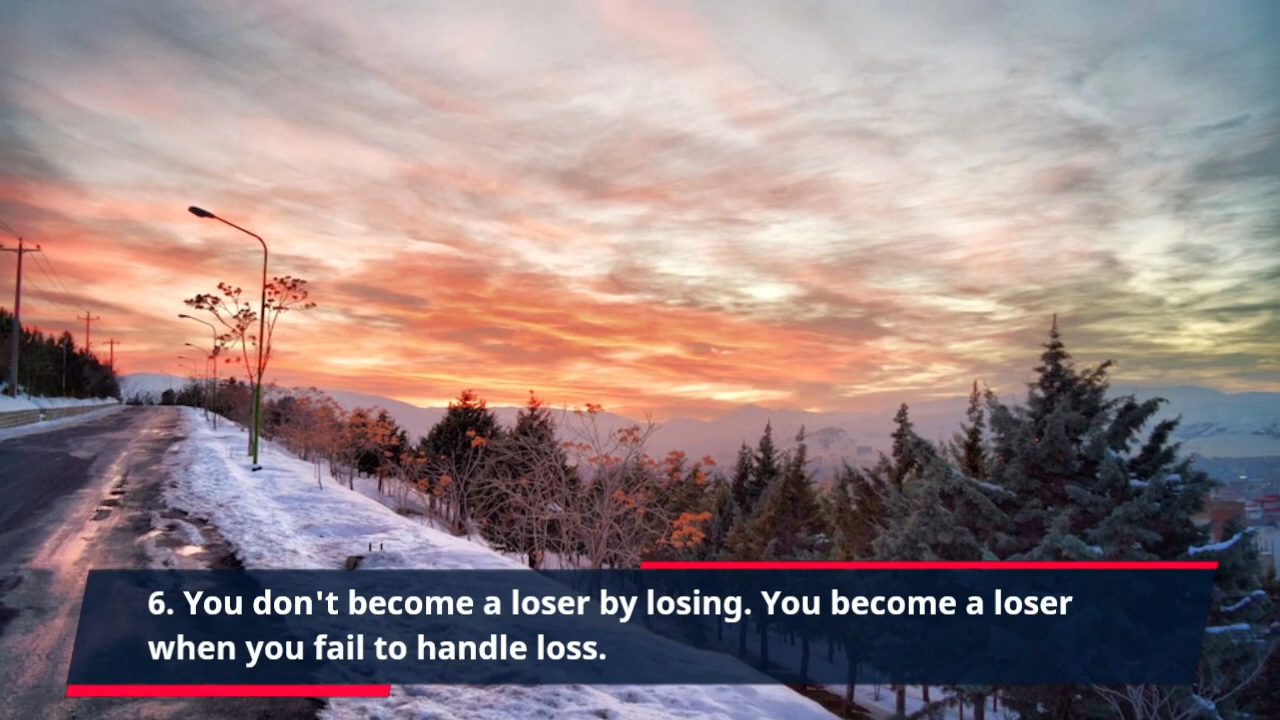 6. You don't become a loser by losing. You become a loser
when you fail to handle loss.